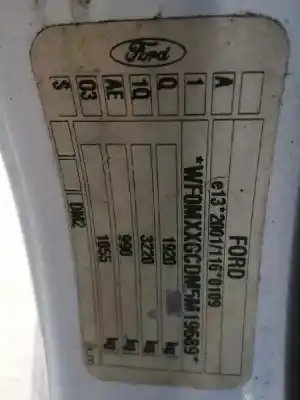 Ford
FORD
e13*2001/116*0109
*WF0MXXGCDM5M19689*
1920 kg
3220 kg
990 kg
1055 kg
DM2
A
1
Q
1Q
AE
C3
$